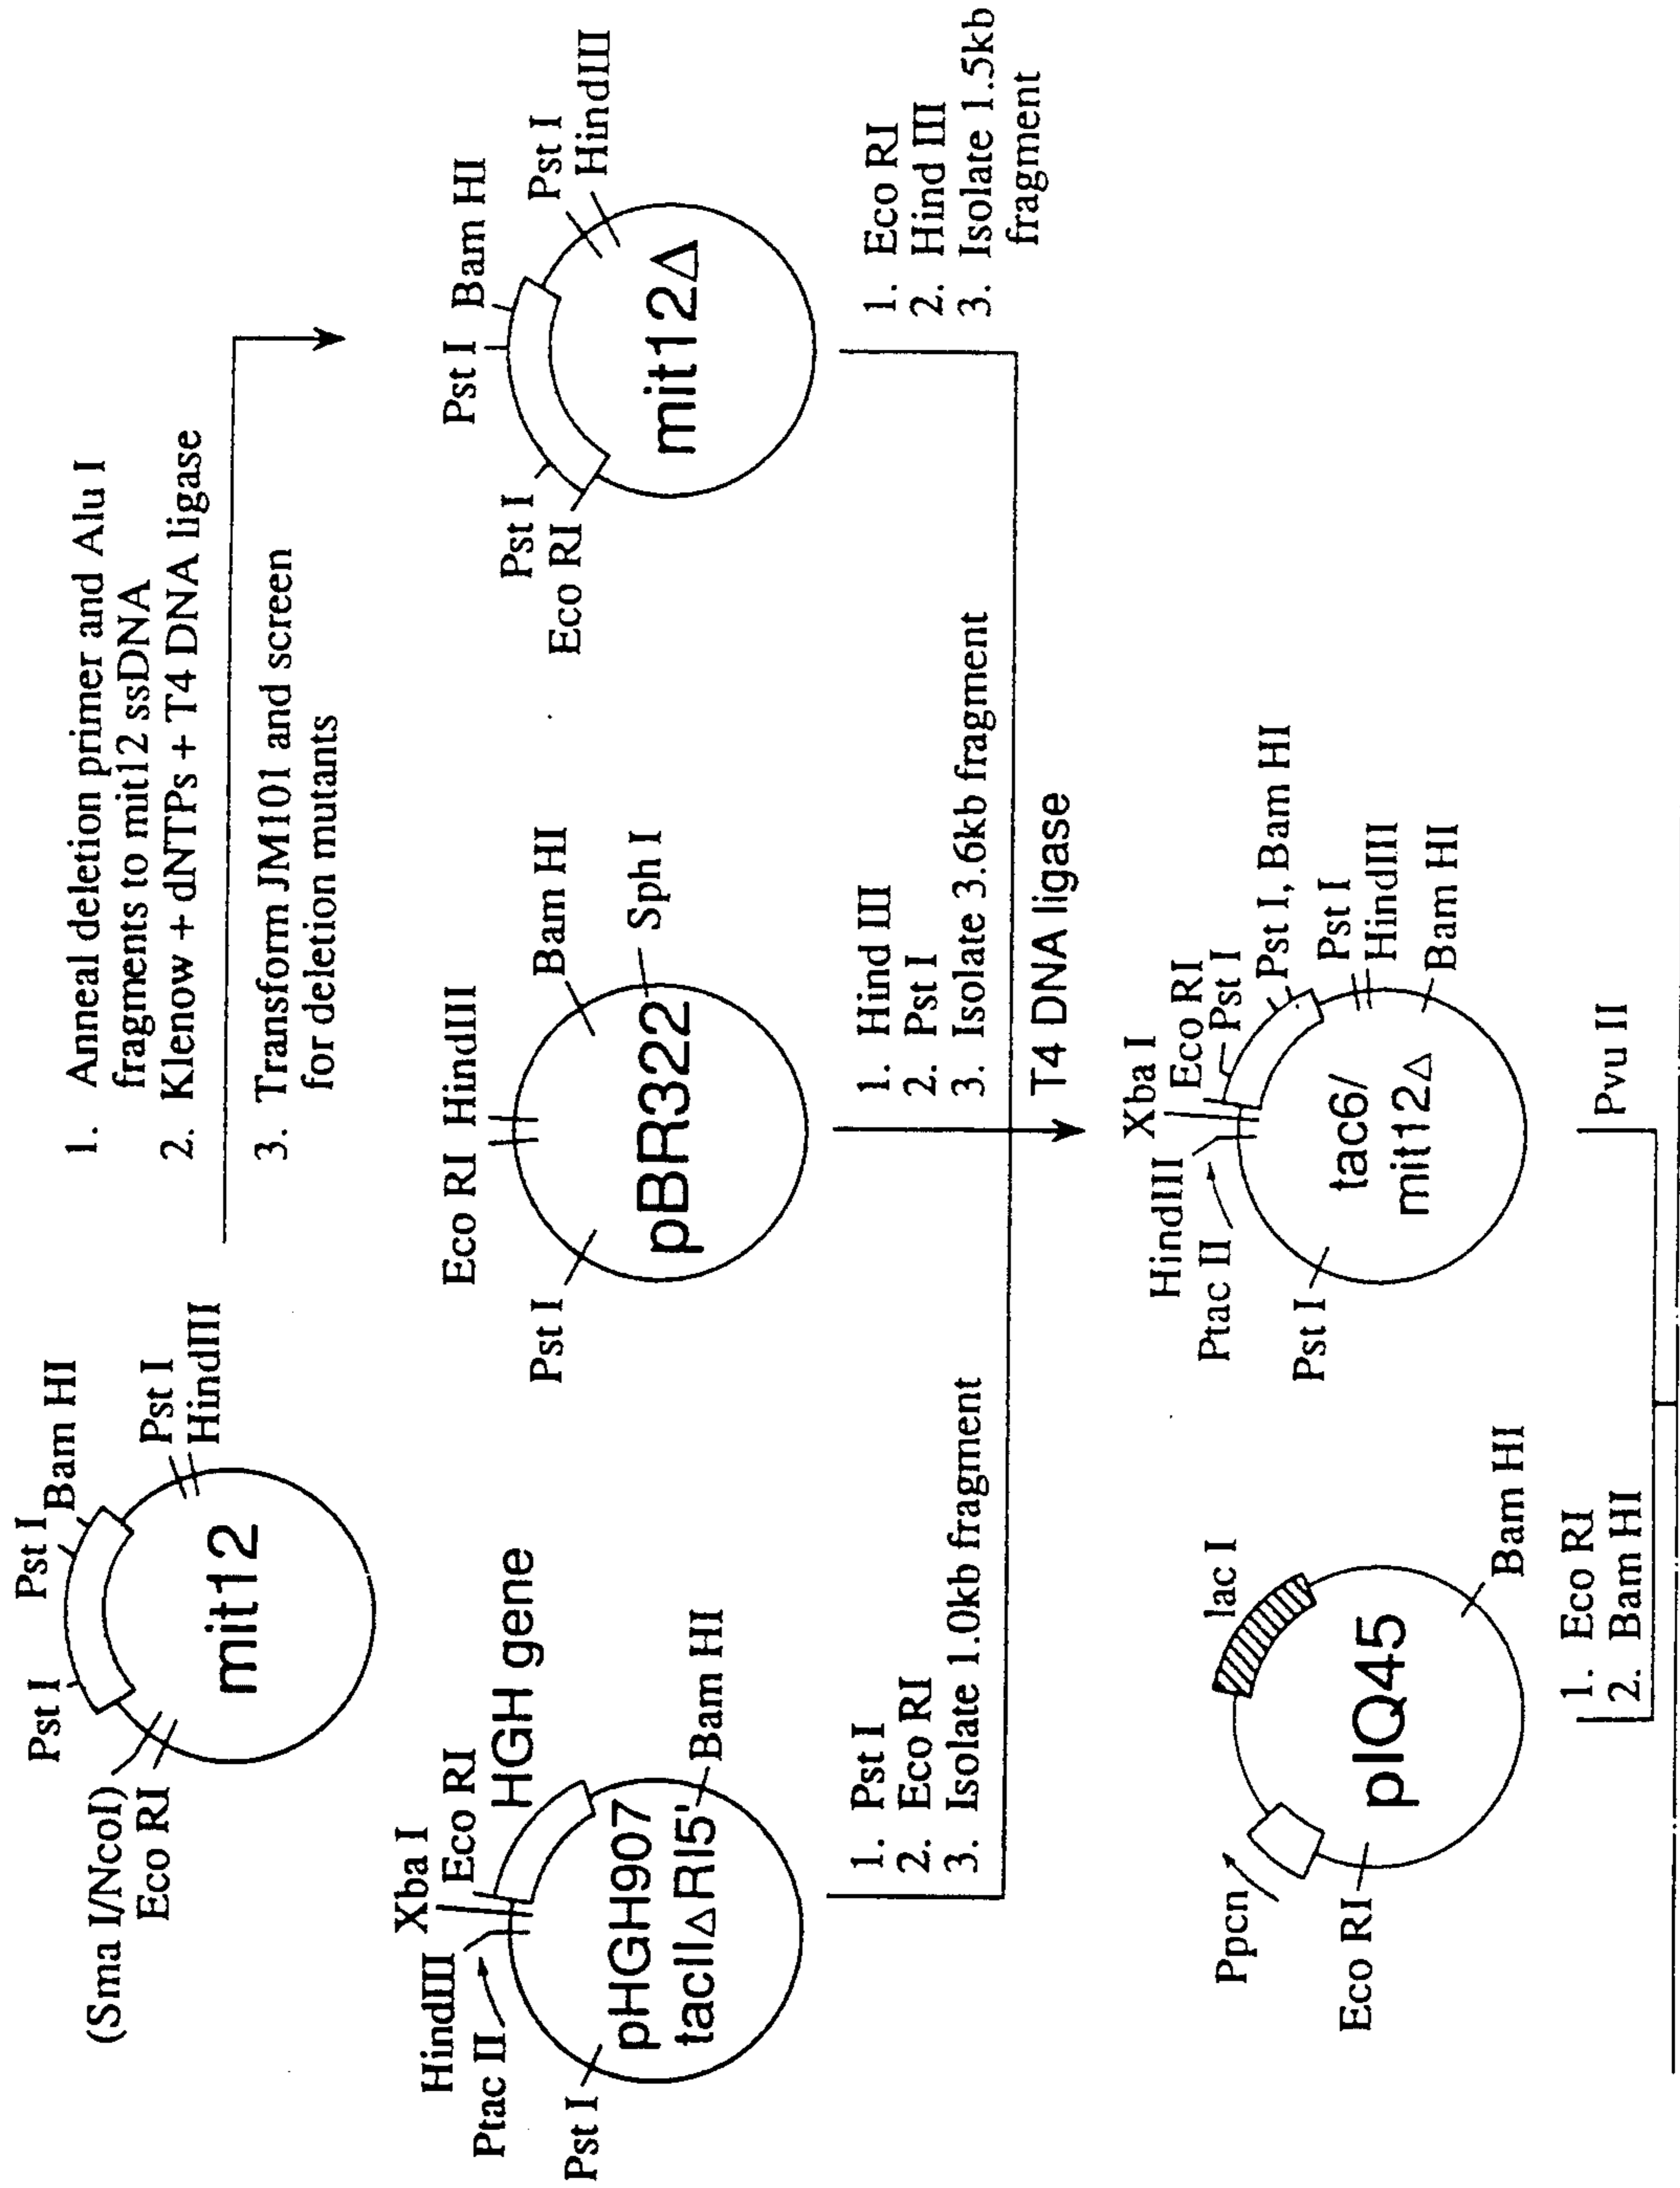 Pst I
Pst I
Bam HI
(Sma I/NcoI)
Eco RI
Pst I
HindIII
mit12
1. Anneal deletion primer and Alu I
fragments to mit12 ssDNA
2. Klenow + dNTPs + T4 DNA ligase
3. Transform JM101 and screen
for deletion mutants
Xba I
Eco RI
HGH gene
HindIII
Ptac II
Pst I
Bam HI
pHGH907
tacII△RI5'
Eco RI
HindIII
Pst I
Bam HI
Sph I
pBR322
Pst I
Bam HI
Pst I
Eco RI
Pst I
HindIII
mit12△
1. Pst I
2. Eco RI
3. Isolate 1.0kb fragment
1. Hind III
2. Pst I
3. Isolate 3.6kb fragment
1. Eco RI
2. Hind III
3. Isolate 1.5kb
fragment
T4 DNA ligase
lac I
Ppcn
Eco RI
Bam HI
pIQ45
Xba I
Eco RI
Pst I
HindIII
Ptac II
Pst I, Bam HI
Pst I
Pst I
HindIII
Bam HI
tac6/
mit12△
1. Eco RI
2. Bam HI
Pvu II